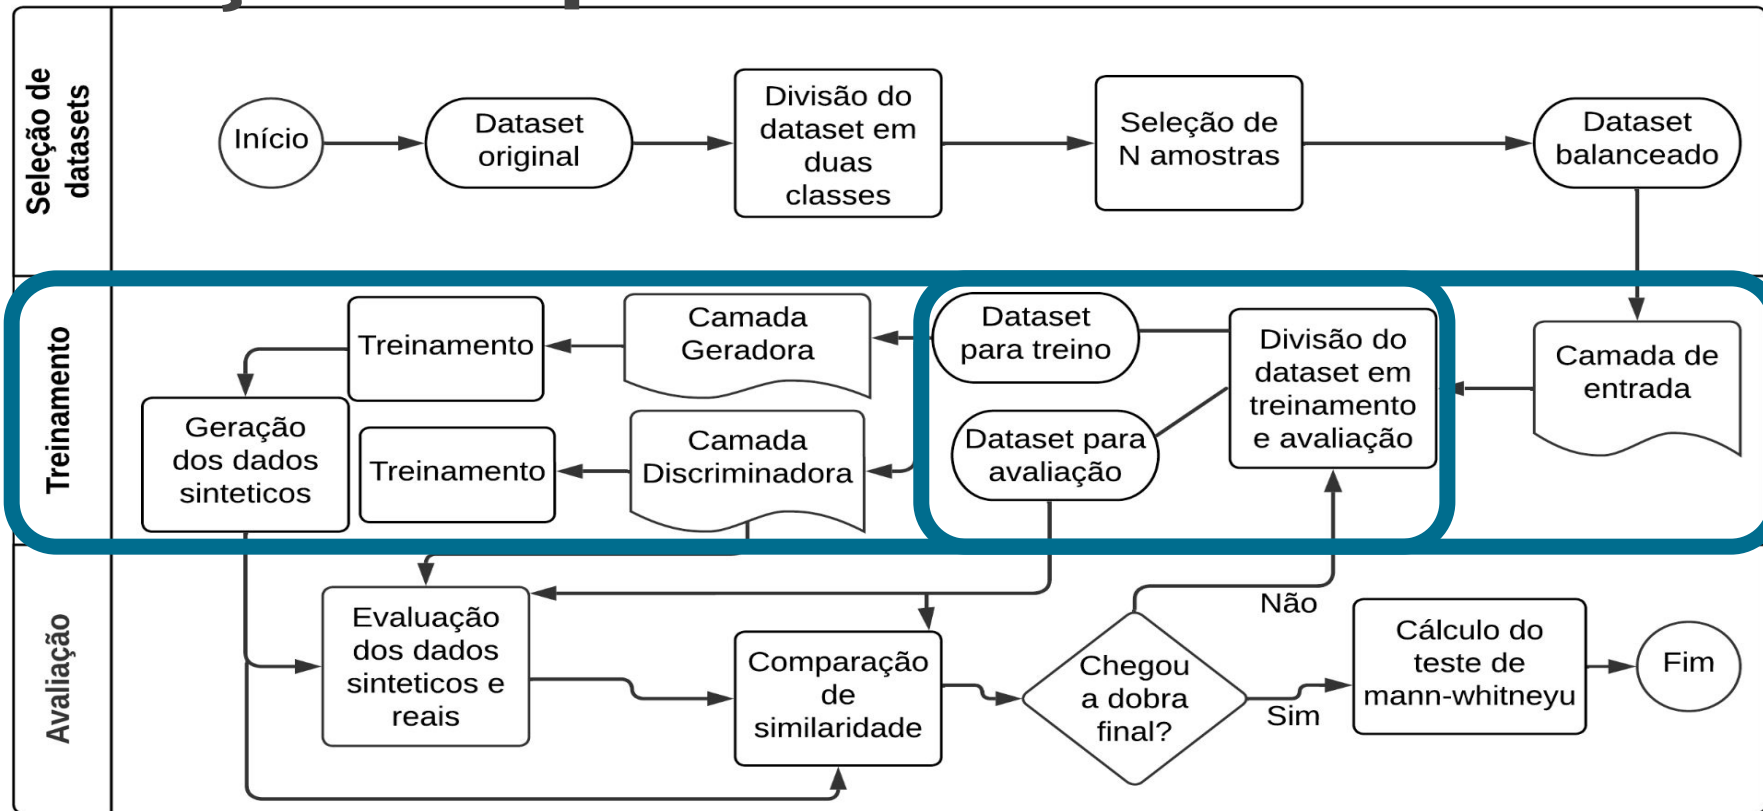 Seleção de
datasets
Início
Dataset
original
Divisão do
dataset em
duas
classes
Seleção de
N amostras
Dataset
balanceado
Treinamento
Treinamento
Camada
Geradora
Dataset
para treino
Divisão do
dataset em
treinamento
e avaliação
Camada de
entrada
Geração
dos dados
sinteticos
Treinamento
Camada
Discriminadora
Dataset para
avaliação
Avaliação
Evaluação
dos dados
sinteticos e
reais
Comparação
de
similaridade
Chegou
a dobra
final?
Não
Sim
Cálculo do
teste de
mann-whitneyu
Fim